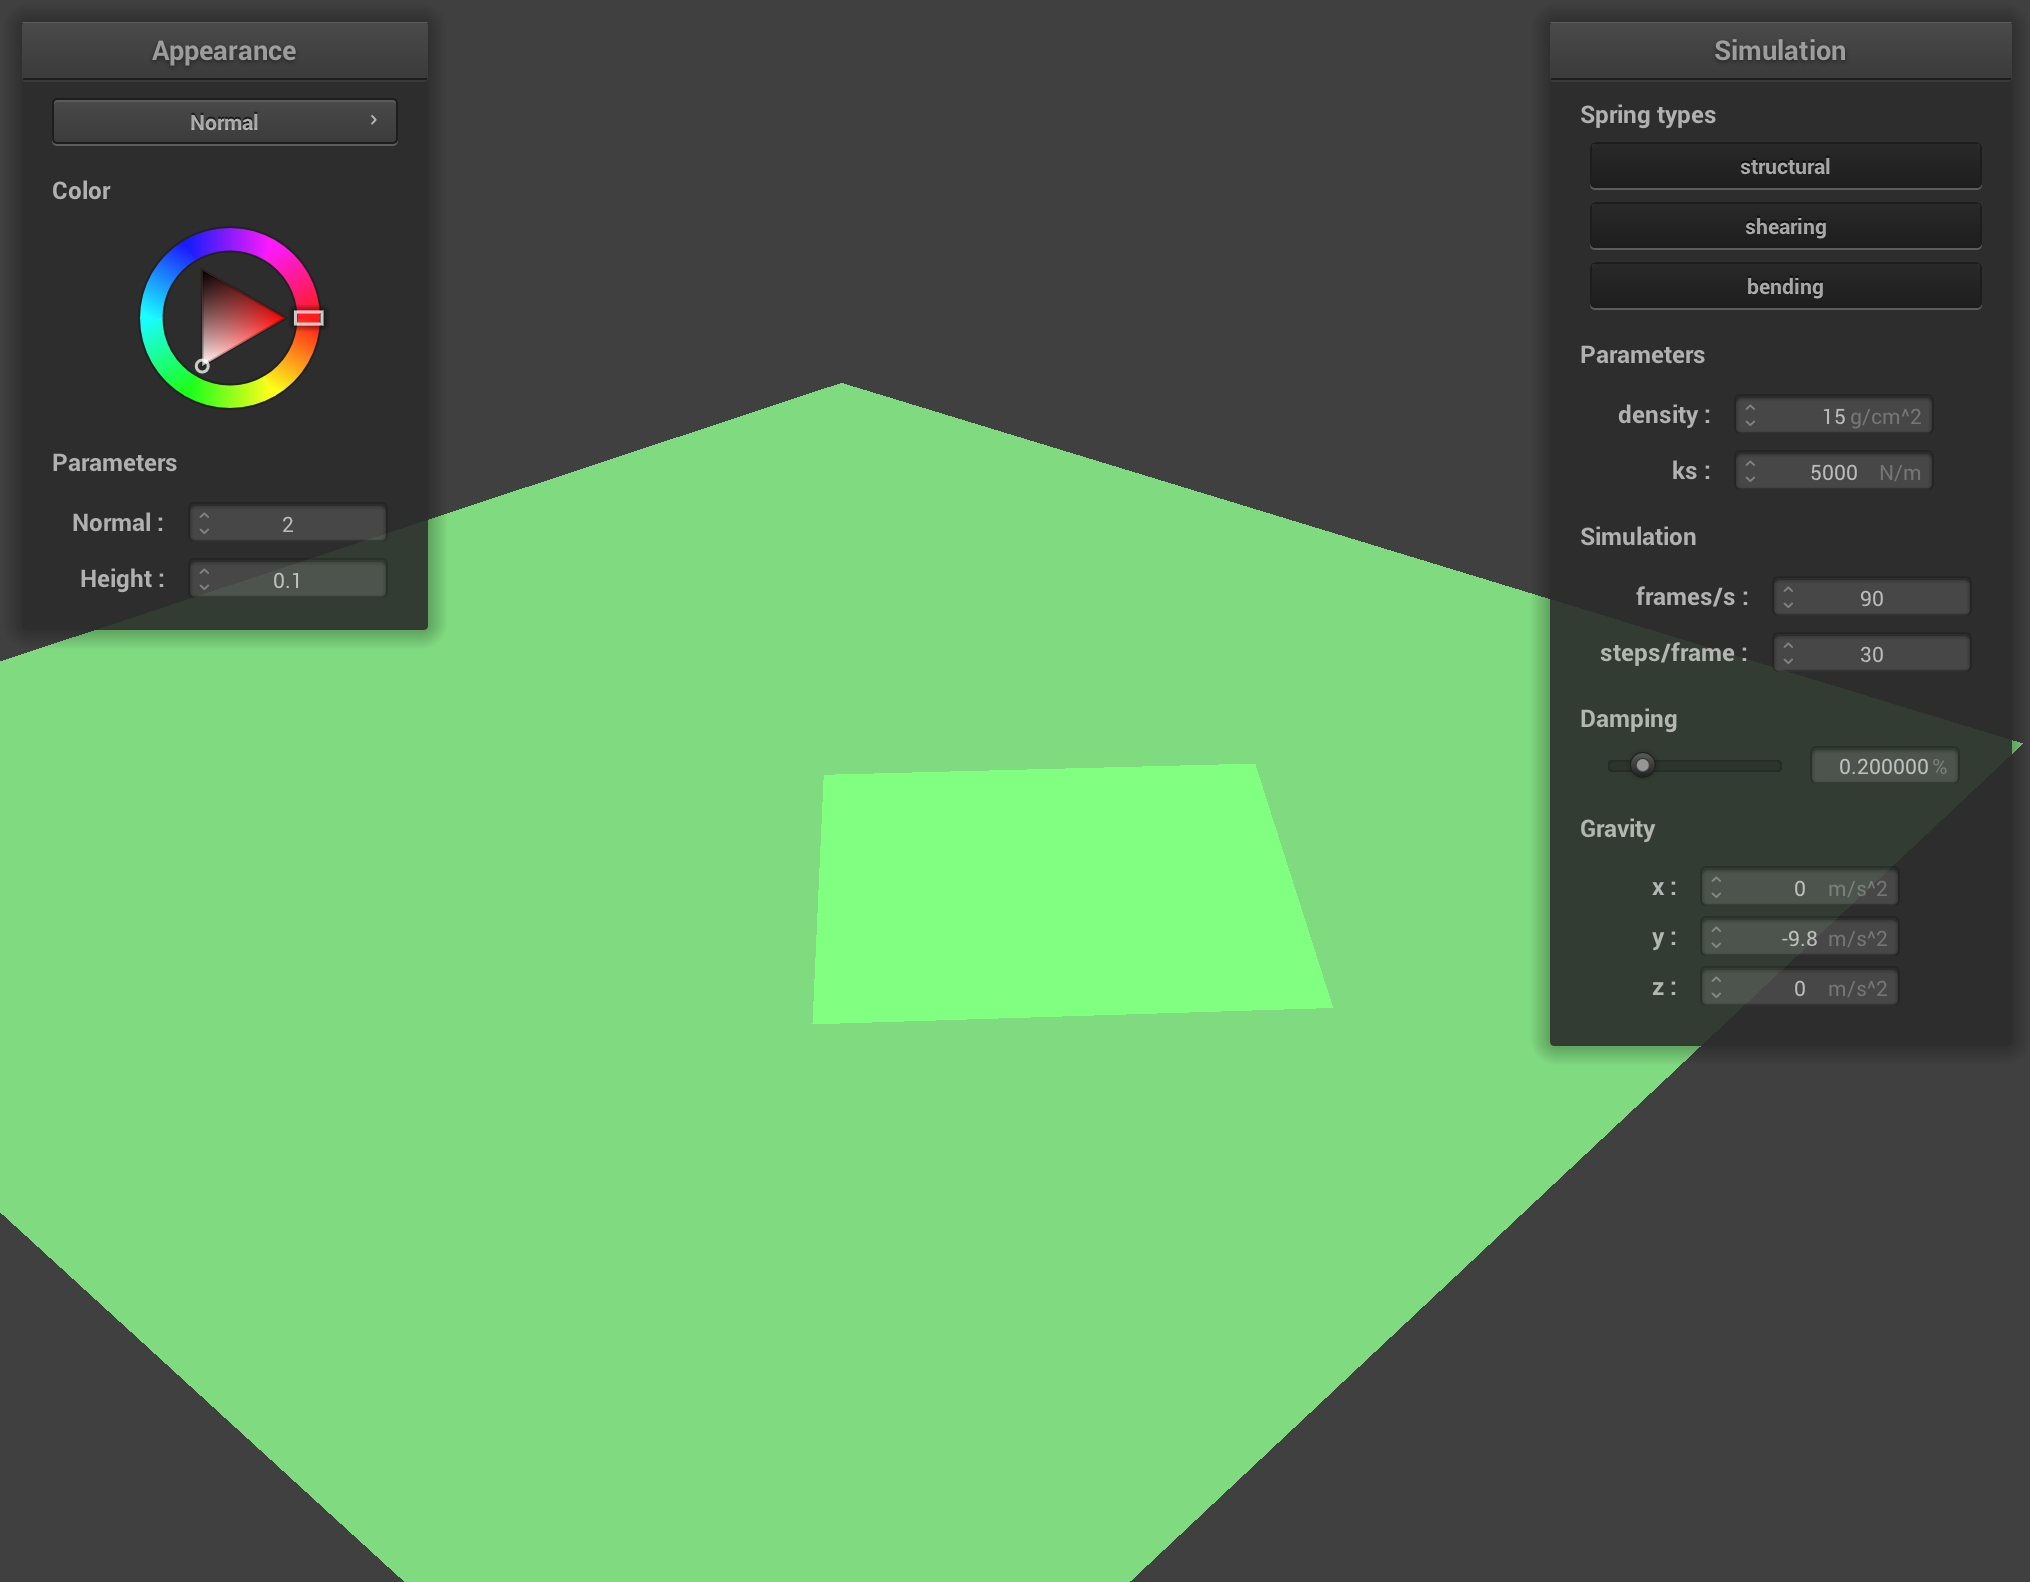 Appearance
Normal
Color
Parameters
Normal : 2
Height : 0.1
Simulation
Spring types
structural
shearing
bending
Parameters
density : 15 g/cm^2
ks : 5000 N/m
Simulation
frames/s : 90
steps/frame : 30
Damping
0.200000 %
Gravity
x : 0 m/s^2
y : -9.8 m/s^2
z : 0 m/s^2